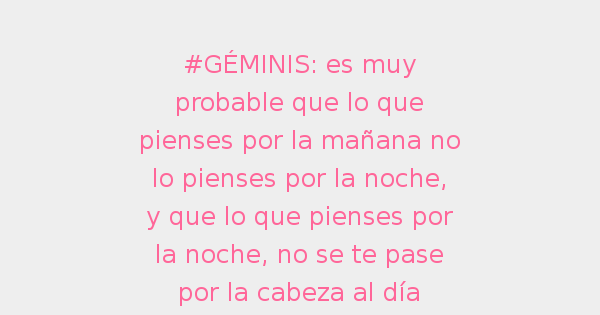 #GÉMINIS: es muy
probable que lo que
pienses por la mañana no
lo pienses por la noche,
y que lo que pienses por
la noche, no se te pase
por la cabeza al día